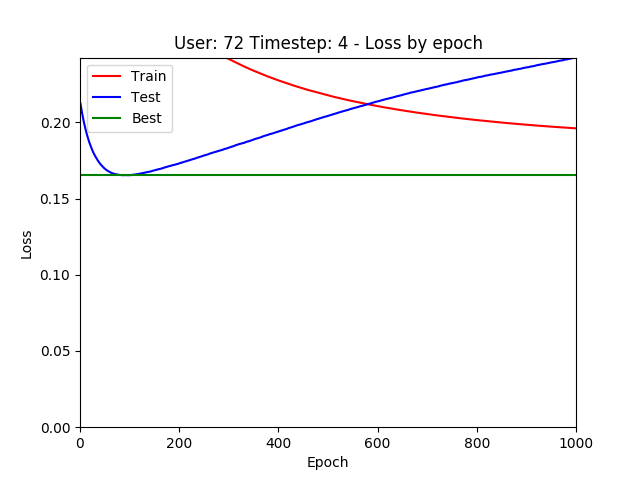 User: 72 Timestep: 4 - Loss by epoch
Train
Test
Best
0.20
0.15
0.10
0.05
0.00
Loss
0 200 400 600 800 1000
Epoch